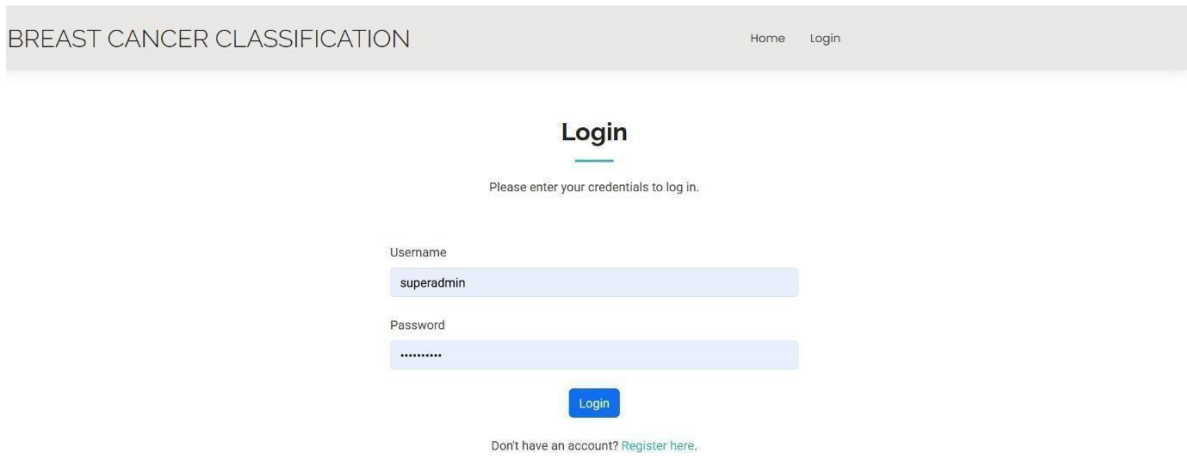 BREAST CANCER CLASSIFICATION Home Login
Login
Please enter your credentials to log in.
Username
superadmin
Password
••••••••••
Login
Don't have an account? Register here.